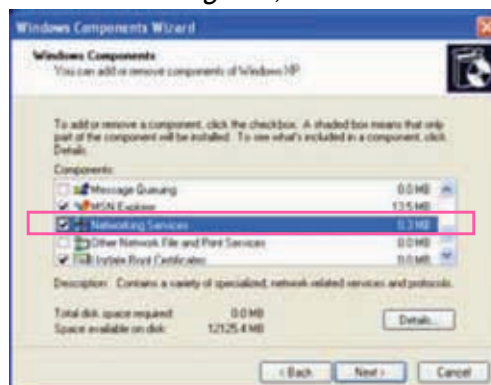 Windows Components Wizard
Windows Components
You can add or remove components of Windows XP.
To add or remove a component, click the checkbox. A shaded box means that only
part of the component will be installed. To see what's included in a component, click
Details.
Components:
Message Queuing 0.0 MB
MSN Explorer 13.5 MB
Networking Services 0.3 MB
Other Network File and Print Services 0.0 MB
Update Root Certificates 0.0 MB
Description: Contains a variety of specialized, network-related services and protocols.
Total disk space required: 0.0 MB
Space available on disk: 12125.4 MB
Details...
< Back Next > Cancel